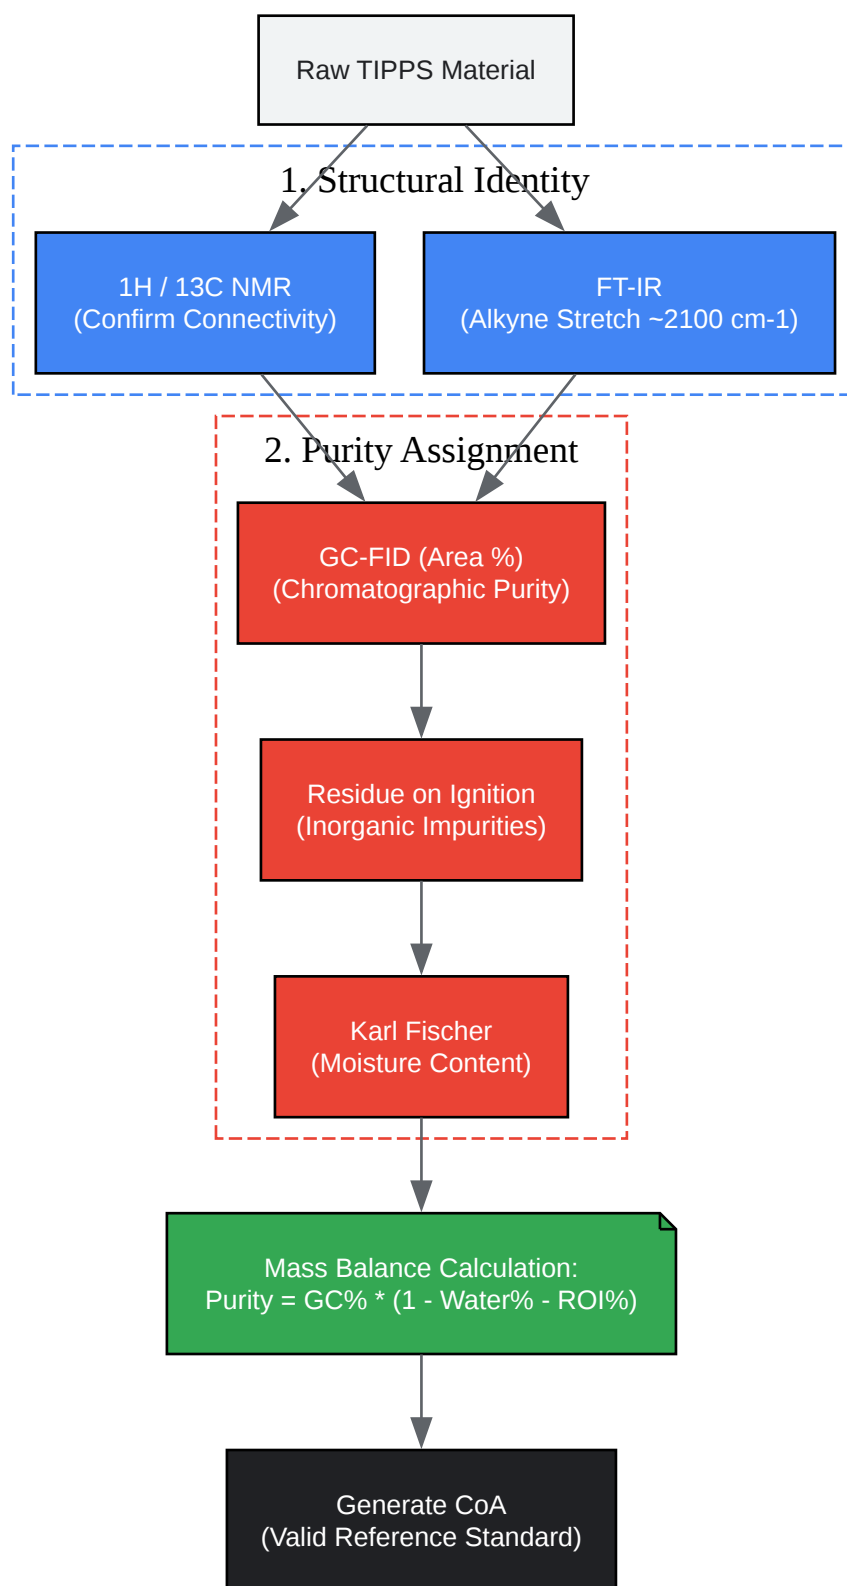 Raw TIPPS Material
1. Structural Identity
1H / 13C NMR
(Confirm Connectivity)
FT-IR
(Alkyne Stretch ~2100 cm-1)
2. Purity Assignment
GC-FID (Area %)
(Chromatographic Purity)
Residue on Ignition
(Inorganic Impurities)
Karl Fischer
(Moisture Content)
Mass Balance Calculation:
Purity = GC% * (1 - Water% - ROI%)
Generate CoA
(Valid Reference Standard)